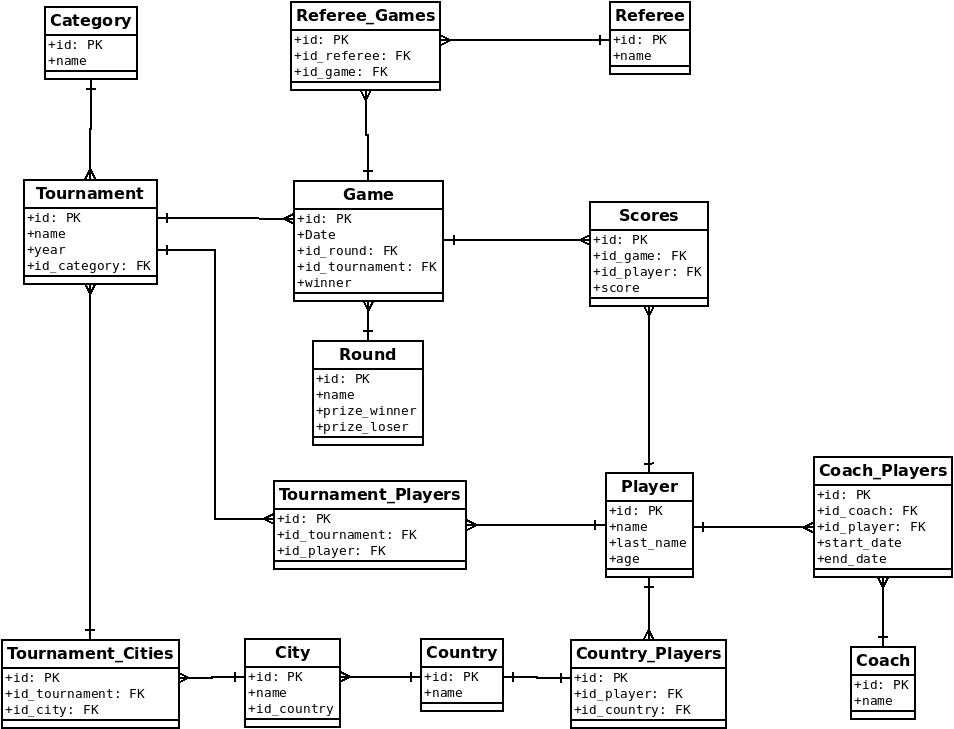 Category
+id: PK
+name
Referee_Games
+id: PK
+id_referee: FK
+id_game: FK
Referee
+id: PK
+name
Tournament
+id: PK
+name
+year
+id_category: FK
Game
+id: PK
+Date
+id_round: FK
+id_tournament: FK
+winner
Scores
+id: PK
+id_game: FK
+id_player: FK
+score
Round
+id: PK
+name
+prize_winner
+prize_loser
Tournament_Players
+id: PK
+id_tournament: FK
+id_player: FK
Player
+id: PK
+name
+last_name
+age
Coach_Players
+id: PK
+id_coach: FK
+id_player: FK
+start_date
+end_date
Tournament_Cities
+id: PK
+id_tournament: FK
+id_city: FK
City
+id: PK
+name
+id_country
Country
+id: PK
+name
Country_Players
+id: PK
+id_player: FK
+id_country: FK
Coach
+id: PK
+name